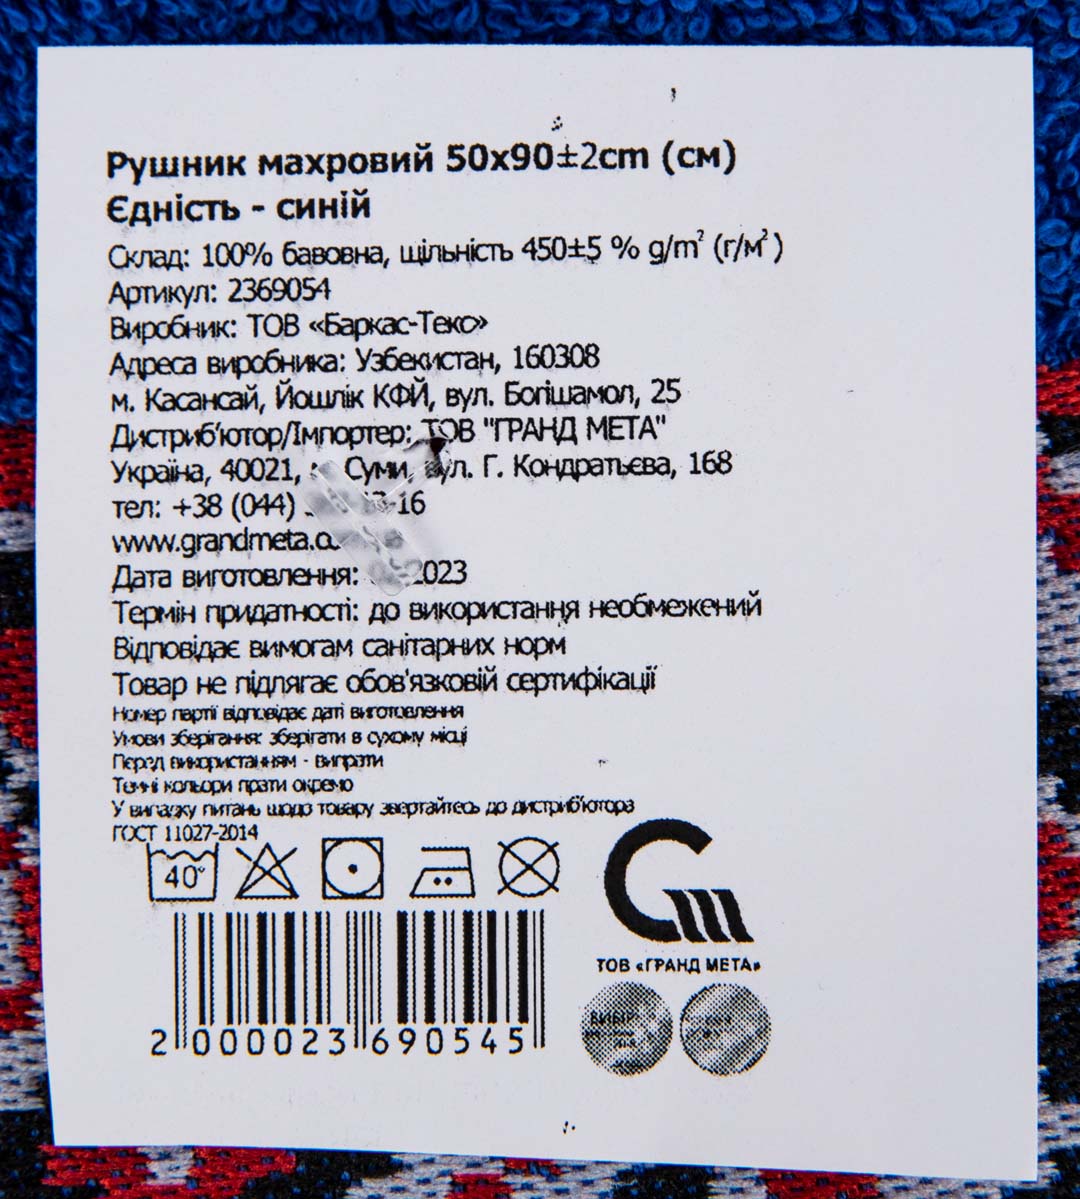 Рушник махровий 50х90±2cm (см)
Єдність - синій
Склад: 100% бавовна, щільність 450±5 % g/m² (г/м²)
Артикул: 2369054
Виробник: ТОВ «Баркас-Текс»
Адреса виробника: Узбекистан, 160308
м. Касансай, Йошлік КФЙ, вул. Богішамол, 25
Дистриб'ютор/Імпортер: ТОВ "ГРАНД МЕТА"
Україна, 40021, Суми, вул. Г. Кондратьєва, 168
тел: +38 (044) -16
www.grandmeta.c
Дата виготовлення: 2023
Термін придатності: до використання необмежений
Відповідає вимогам санітарних норм
Товар не підлягає обов'язковій сертифікації
Номер партії відповідає даті виготовлення
Умови зберігання: зберігати в сухому місці
Перед використанням - випрати
Темні кольори прати окремо
У випадку питань щодо товару звертайтесь до дистриб'ютора
ГОСТ 11027-2014
40°
ТОВ «ГРАНД МЕТА»
ВИБІР
2 000023 690545